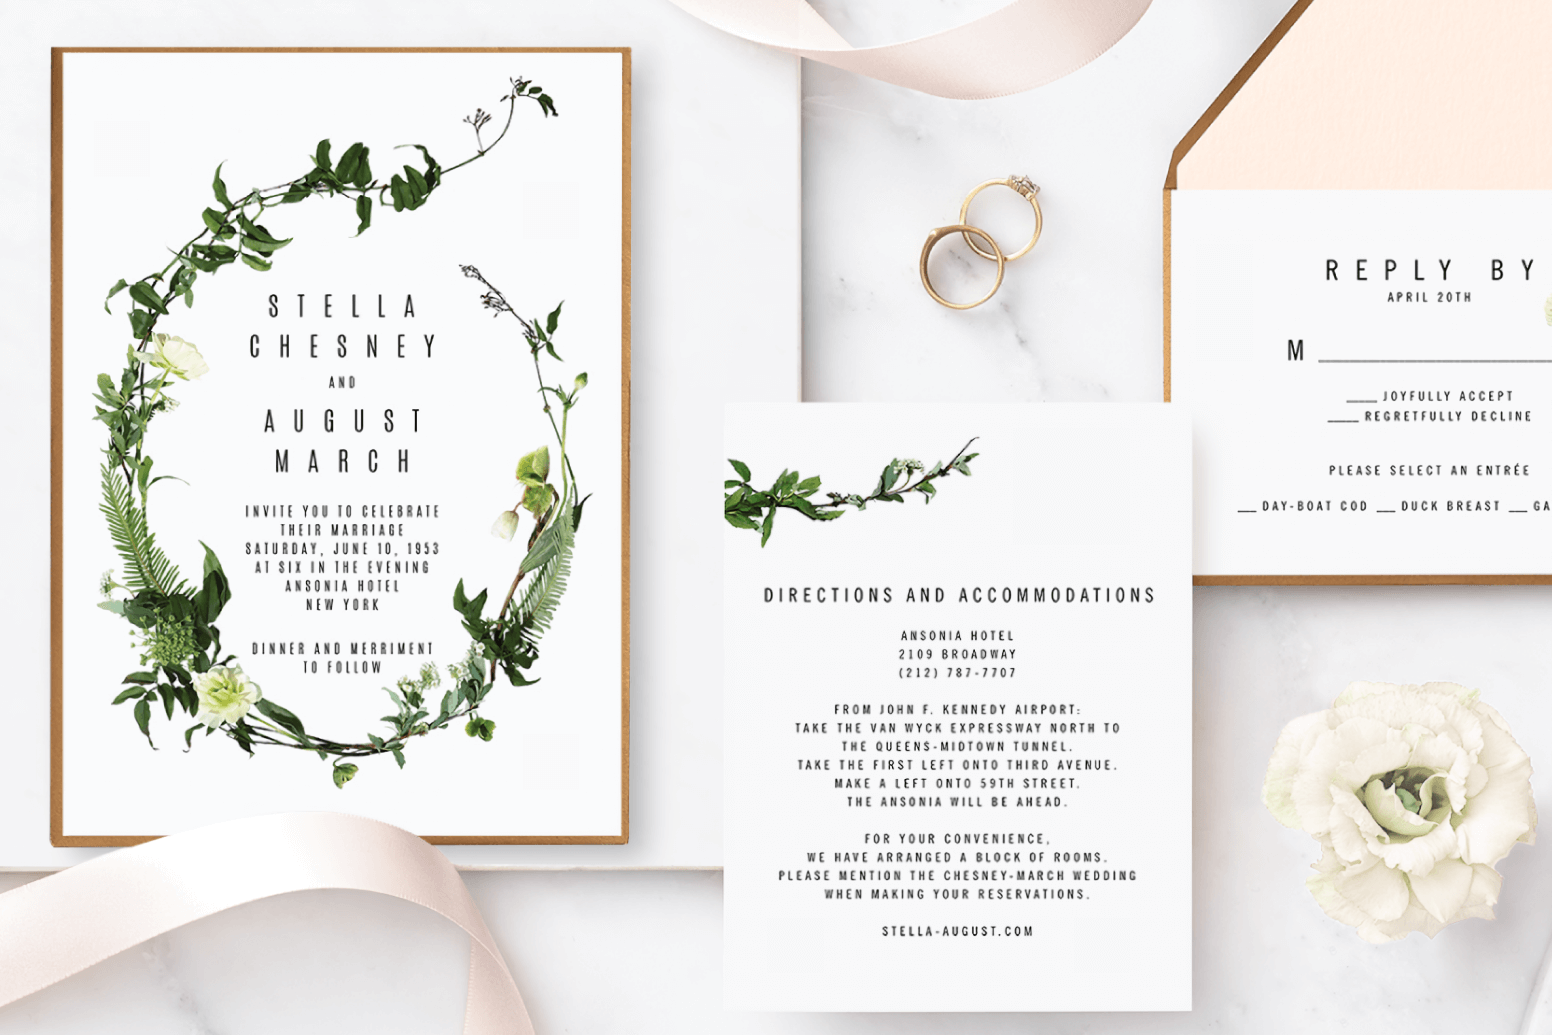 STELLA
CHESNEY
AND
AUGUST
MARCH
INVITE YOU TO CELEBRATE
THEIR MARRIAGE
SATURDAY, JUNE 10, 1953
AT SIX IN THE EVENING
ANSONIA HOTEL
NEW YORK
DINNER AND MERRIMENT
TO FOLLOW
DIRECTIONS AND ACCOMMODATIONS
ANSONIA HOTEL
2109 BROADWAY
(212) 787-7707
FROM JOHN F. KENNEDY AIRPORT:
TAKE THE VAN WYCK EXPRESSWAY NORTH TO
THE QUEENS-MIDTOWN TUNNEL.
TAKE THE FIRST LEFT ONTO THIRD AVENUE.
MAKE A LEFT ONTO 59TH STREET.
THE ANSONIA WILL BE AHEAD.
FOR YOUR CONVENIENCE,
WE HAVE ARRANGED A BLOCK OF ROOMS.
PLEASE MENTION THE CHESNEY-MARCH WEDDING
WHEN MAKING YOUR RESERVATIONS.
STELLA-AUGUST.COM
REPLY BY
APRIL 20TH
M
JOYFULLY ACCEPT
REGRETFULLY DECLINE
PLEASE SELECT AN ENTRÉE
DAY-BOAT COD ___ DUCK BREAST ___ GA